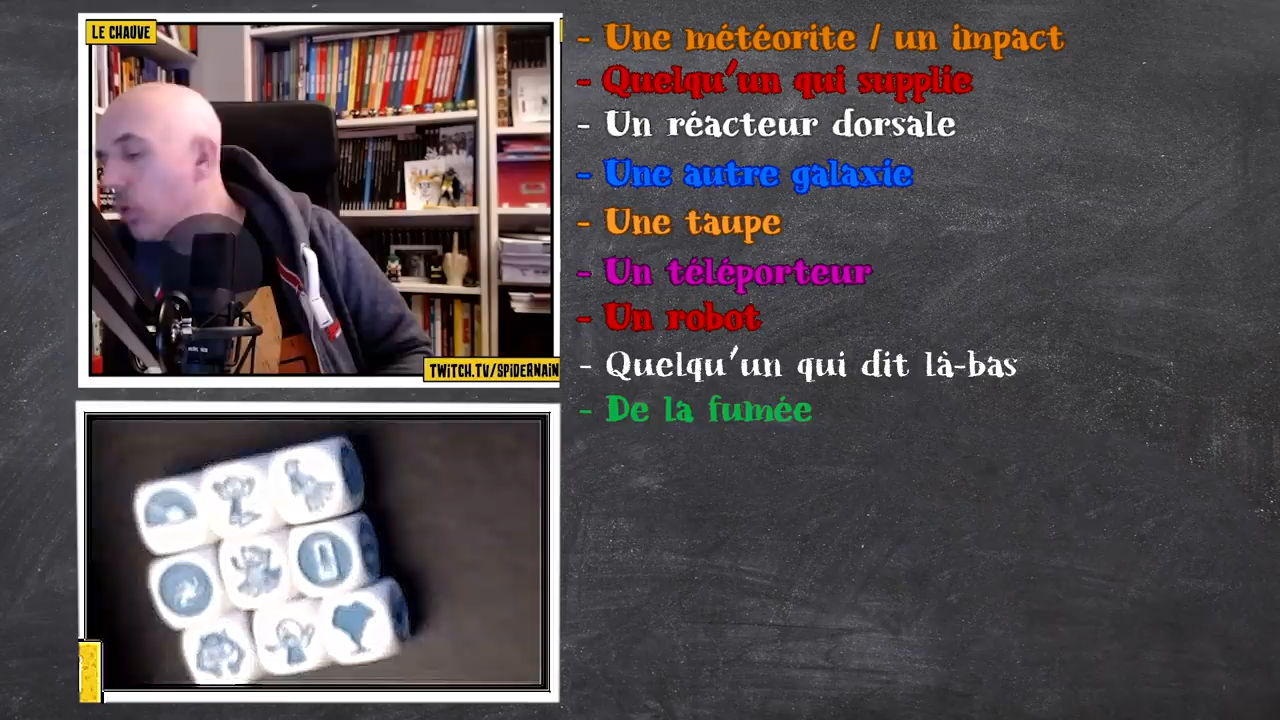 LE CHAUVE
TWITCH.TV/SPIDERNAIN
- Une météorite / un impact
- Quelqu'un qui supplie
- Un réacteur dorsale
- Une autre galaxie
- Une taupe
- Un téléporteur
- Un robot
- Quelqu'un qui dit là-bas
- De la fumée